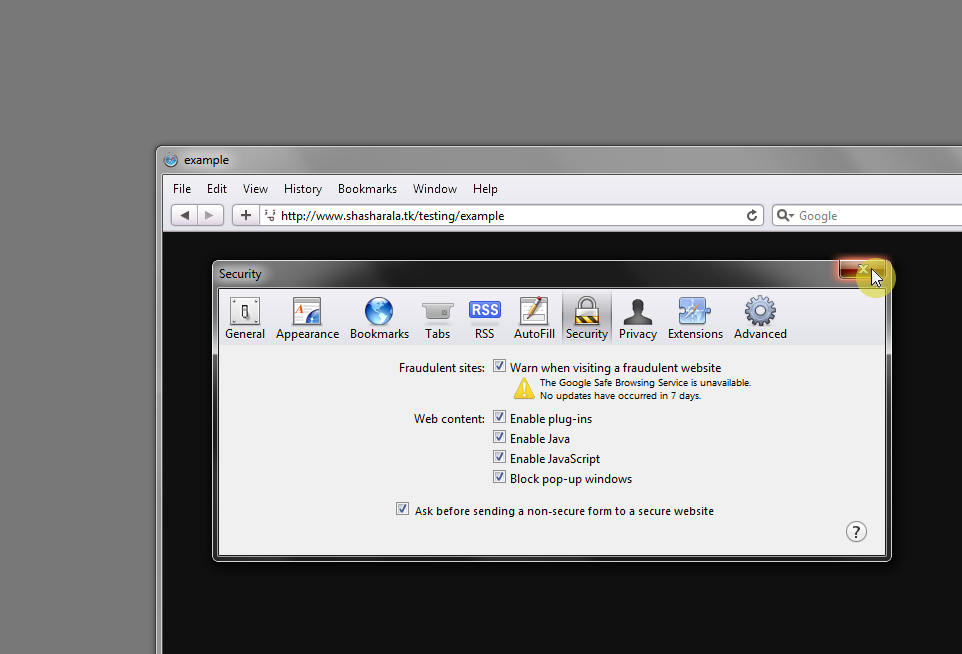 example
File Edit View History Bookmarks Window Help
http://www.shasharala.tk/testing/example
Google
Security
RSS
General Appearance Bookmarks Tabs RSS AutoFill Security Privacy Extensions Advanced
Fraudulent sites: Warn when visiting a fraudulent website
The Google Safe Browsing Service is unavailable.
No updates have occurred in 7 days.
Web content: Enable plug-ins
Enable Java
Enable JavaScript
Block pop-up windows
Ask before sending a non-secure form to a secure website
?